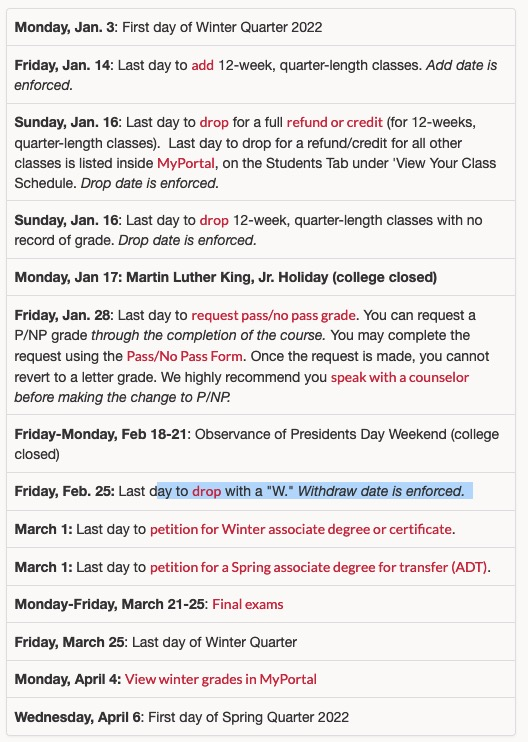 Monday, Jan. 3: First day of Winter Quarter 2022
Friday, Jan. 14: Last day to add 12-week, quarter-length classes. Add date is
enforced.
Sunday, Jan. 16: Last day to drop for a full refund or credit (for 12-weeks,
quarter-length classes).  Last day to drop for a refund/credit for all other
classes is listed inside MyPortal, on the Students Tab under 'View Your Class
Schedule. Drop date is enforced.
Sunday, Jan. 16: Last day to drop 12-week, quarter-length classes with no
record of grade. Drop date is enforced.
Monday, Jan 17: Martin Luther King, Jr. Holiday (college closed)
Friday, Jan. 28: Last day to request pass/no pass grade. You can request a
P/NP grade through the completion of the course. You may complete the
request using the Pass/No Pass Form. Once the request is made, you cannot
revert to a letter grade. We highly recommend you speak with a counselor
before making the change to P/NP.
Friday-Monday, Feb 18-21: Observance of Presidents Day Weekend (college
closed)
Friday, Feb. 25: Last day to drop with a "W." Withdraw date is enforced.
March 1: Last day to petition for Winter associate degree or certificate.
March 1: Last day to petition for a Spring associate degree for transfer (ADT).
Monday-Friday, March 21-25: Final exams
Friday, March 25: Last day of Winter Quarter
Monday, April 4: View winter grades in MyPortal
Wednesday, April 6: First day of Spring Quarter 2022